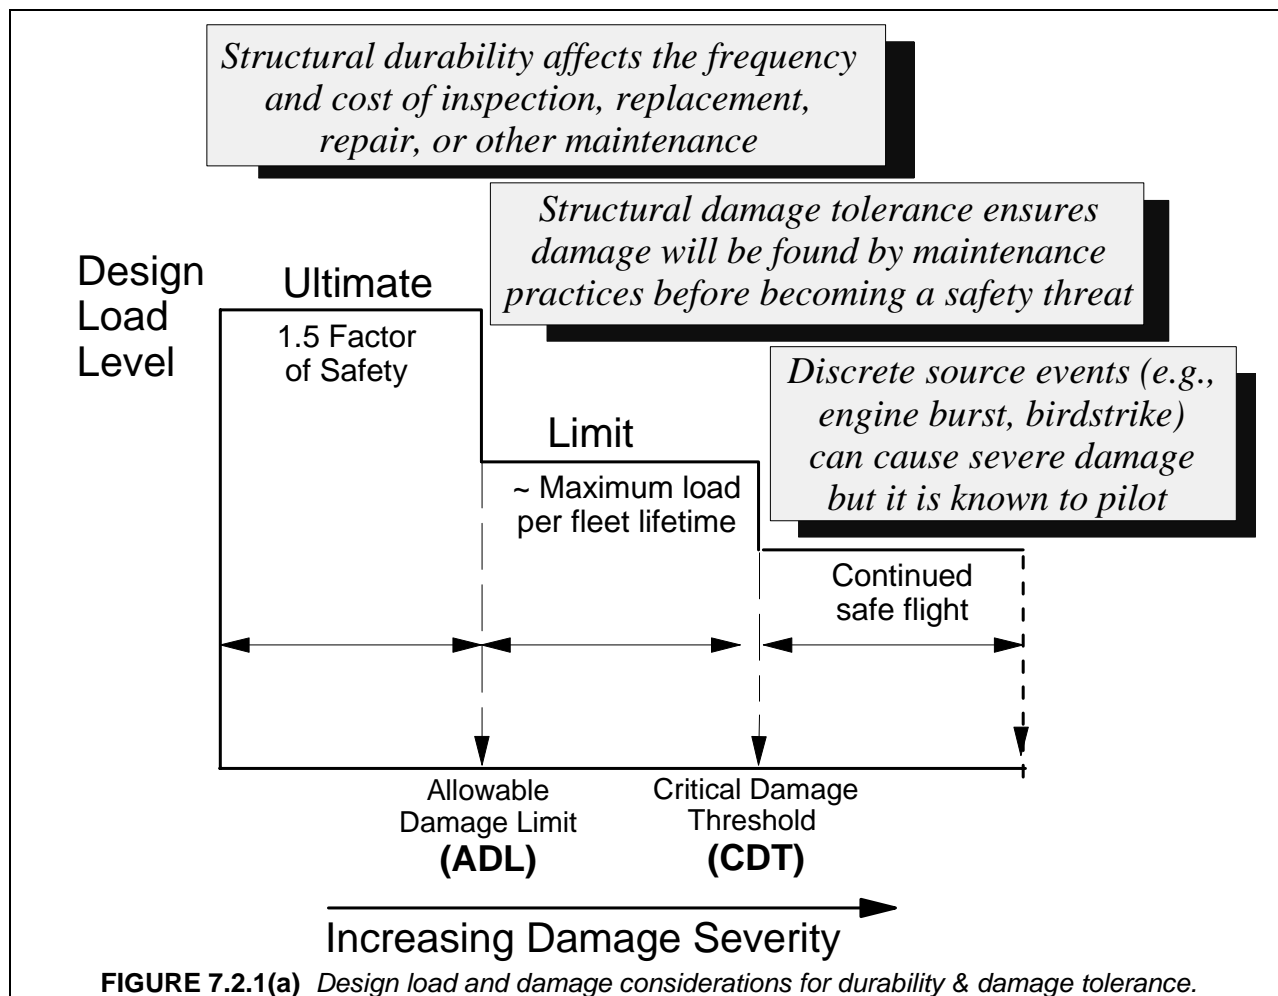 Structural durability affects the frequency
and cost of inspection, replacement,
repair, or other maintenance
Structural damage tolerance ensures
damage will be found by maintenance
practices before becoming a safety threat
Design
Load
Level
Ultimate
1.5 Factor
of Safety
Discrete source events (e.g.,
engine burst, birdstrike)
can cause severe damage
but it is known to pilot
Limit
~ Maximum load
per fleet lifetime
Continued
safe flight
Allowable
Damage Limit
(ADL)
Critical Damage
Threshold
(CDT)
Increasing Damage Severity
FIGURE 7.2.1(a) Design load and damage considerations for durability & damage tolerance.